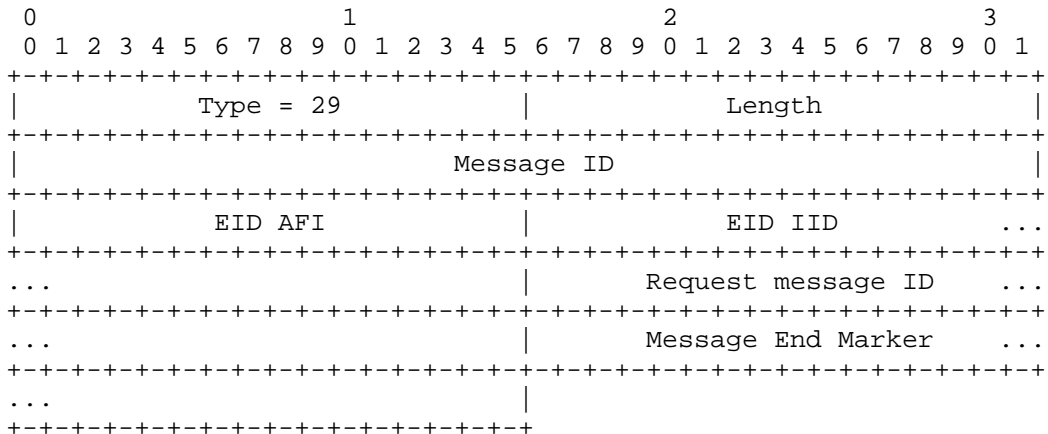 0                   1                   2                   3
 0 1 2 3 4 5 6 7 8 9 0 1 2 3 4 5 6 7 8 9 0 1 2 3 4 5 6 7 8 9 0 1
+-+-+-+-+-+-+-+-+-+-+-+-+-+-+-+-+-+-+-+-+-+-+-+-+-+-+-+-+-+-+-+-+
|           Type = 29           |            Length             |
+-+-+-+-+-+-+-+-+-+-+-+-+-+-+-+-+-+-+-+-+-+-+-+-+-+-+-+-+-+-+-+-+
|                           Message ID                          |
+-+-+-+-+-+-+-+-+-+-+-+-+-+-+-+-+-+-+-+-+-+-+-+-+-+-+-+-+-+-+-+-+
|            EID AFI            |            EID IID          ...
+-+-+-+-+-+-+-+-+-+-+-+-+-+-+-+-+-+-+-+-+-+-+-+-+-+-+-+-+-+-+-+-+
...                             |       Request message ID    ...
+-+-+-+-+-+-+-+-+-+-+-+-+-+-+-+-+-+-+-+-+-+-+-+-+-+-+-+-+-+-+-+-+
...                             |       Message End Marker    ...
+-+-+-+-+-+-+-+-+-+-+-+-+-+-+-+-+-+-+-+-+-+-+-+-+-+-+-+-+-+-+-+-+
...                             |
+-+-+-+-+-+-+-+-+-+-+-+-+-+-+-+-+